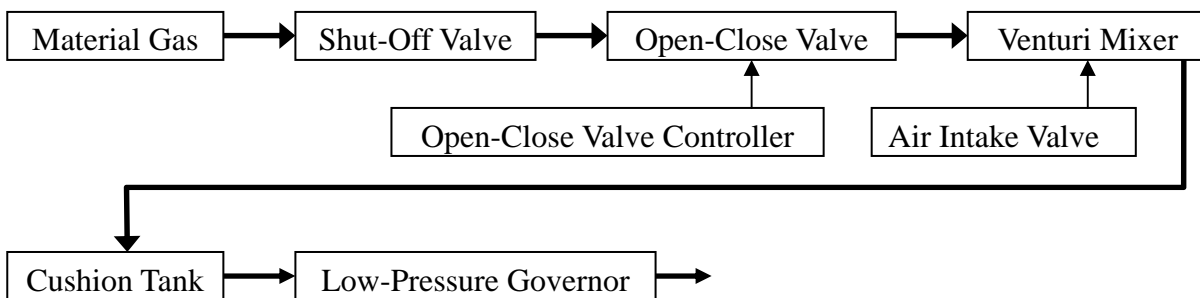 Material Gas
Shut-Off Valve
Open-Close Valve
Venturi Mixer
Open-Close Valve Controller
Air Intake Valve
Cushion Tank
Low-Pressure Governor